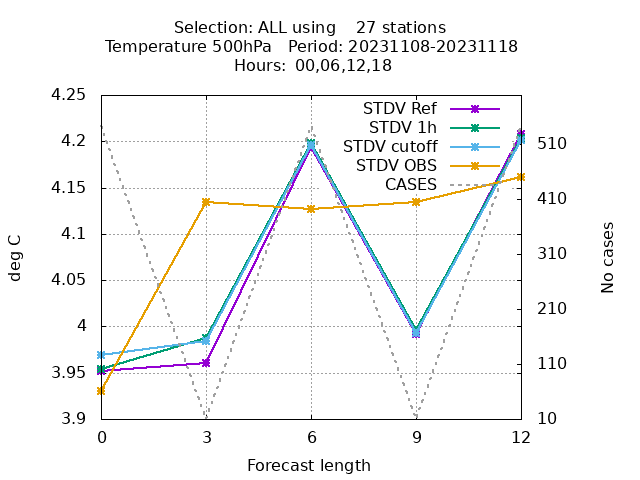 Selection: ALL using    27 stations
Temperature 500hPa   Period: 20231108-20231118
Hours:  00,06,12,18
4.25
4.2
4.15
4.1
4.05
4
3.95
3.9
deg C
STDV Ref
STDV 1h
STDV cutoff
STDV OBS
CASES
510
410
310
210
110
10
No cases
0
3
6
9
12
Forecast length